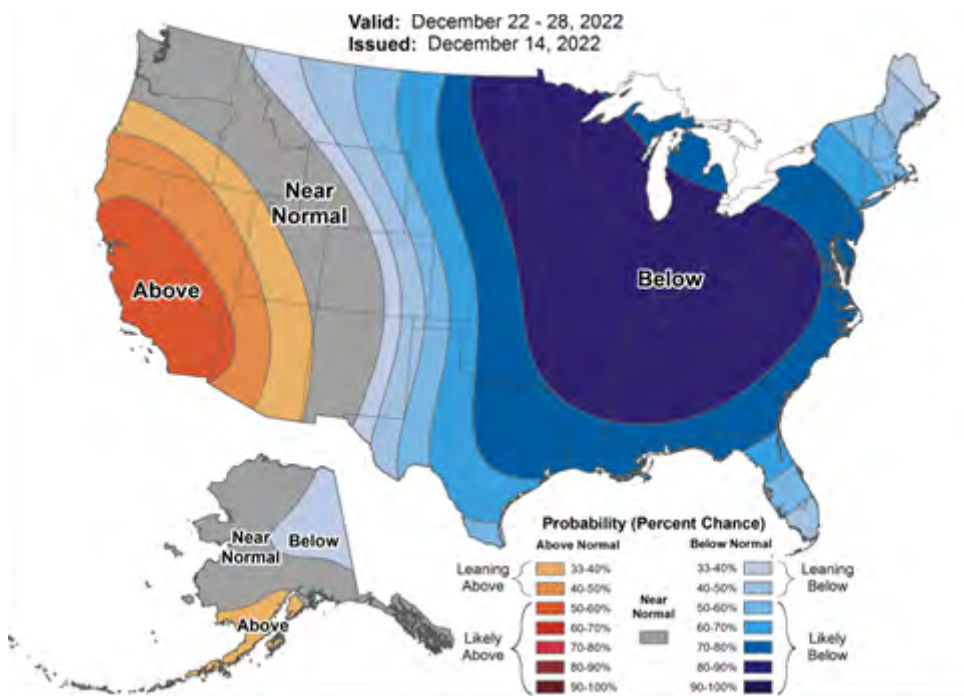 Valid: December 22 - 28, 2022
Issued: December 14, 2022
Near
Normal
Above
Below
Near
Normal
Below
Above
Probability (Percent Chance)
Above Normal
Below Normal
Leaning
Above
33-40%
40-50%
Likely
Above
50-60%
60-70%
70-80%
80-90%
90-100%
Near
Normal
33-40%
40-50%
Leaning
Below
50-60%
60-70%
70-80%
80-90%
90-100%
Likely
Below